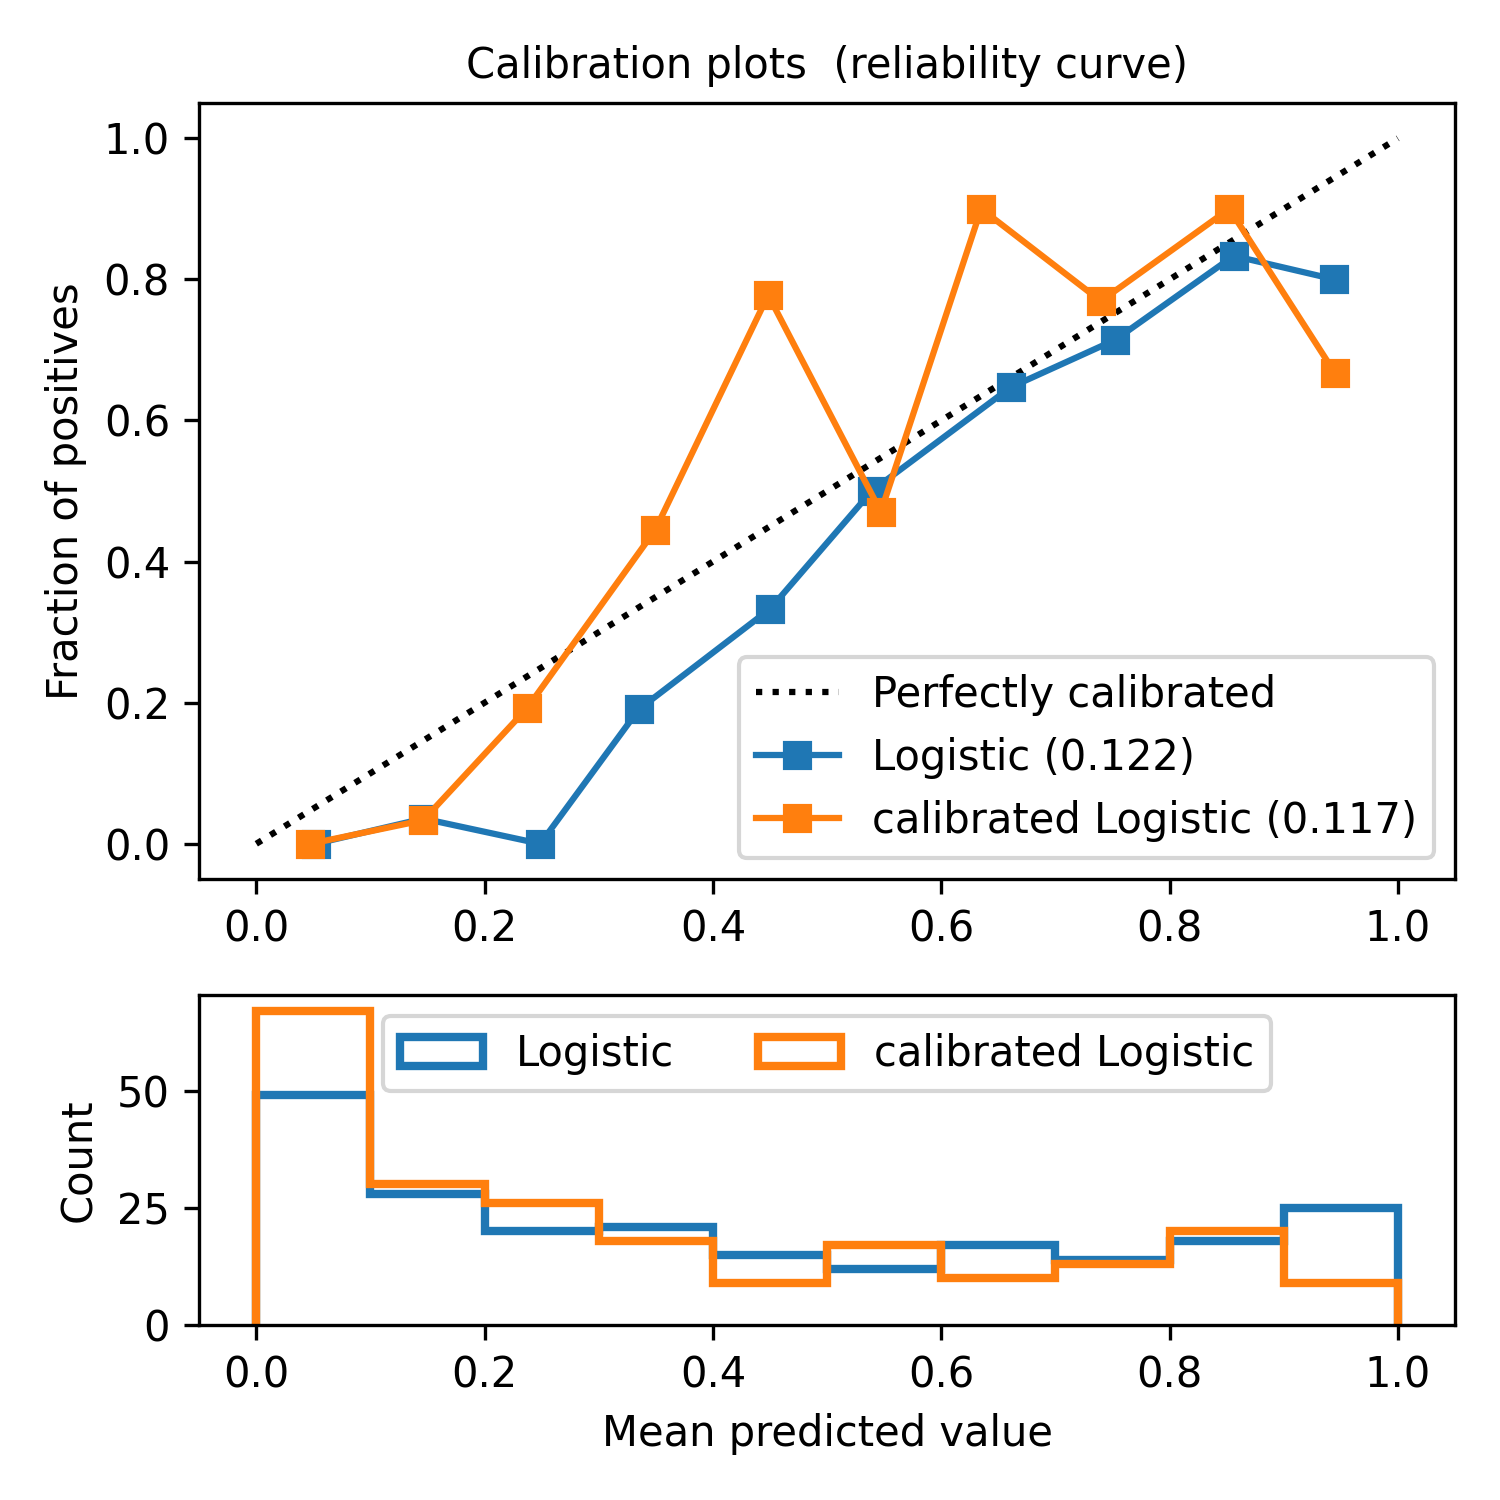 Calibration plots  (reliability curve)
1.0
0.8
0.6
0.4
0.2
0.0
Fraction of positives
Perfectly calibrated
Logistic (0.122)
calibrated Logistic (0.117)
0.0 0.2 0.4 0.6 0.8 1.0
Logistic calibrated Logistic
50
25
0
Count
0.0 0.2 0.4 0.6 0.8 1.0
Mean predicted value